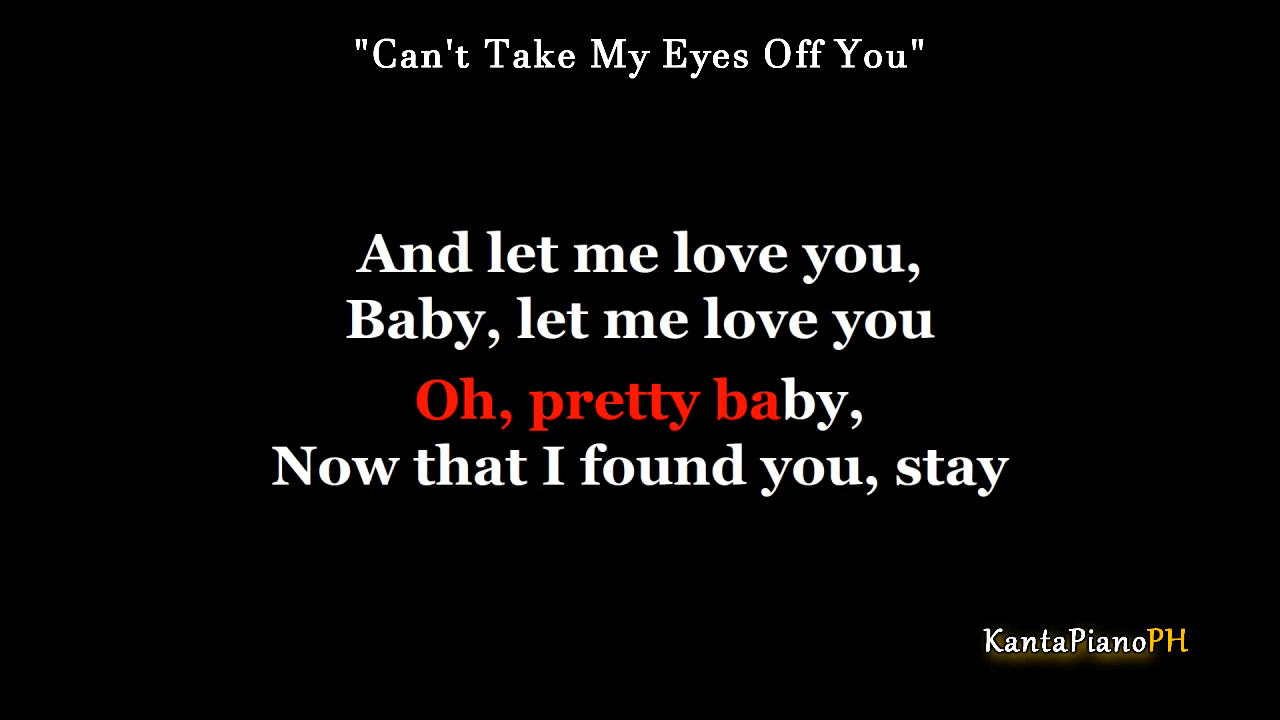 "Can't Take My Eyes Off You"
And let me love you,
Baby, let me love you
Oh, pretty baby,
Now that I found you, stay
KantaPianoPH